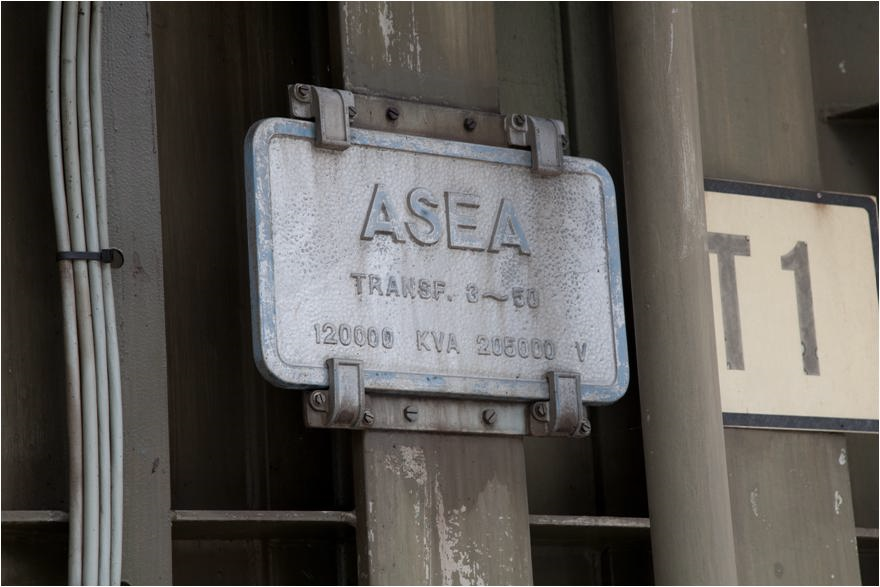 ASEA
TRANSF. 3~50
120000 KVA 205000 V
T1